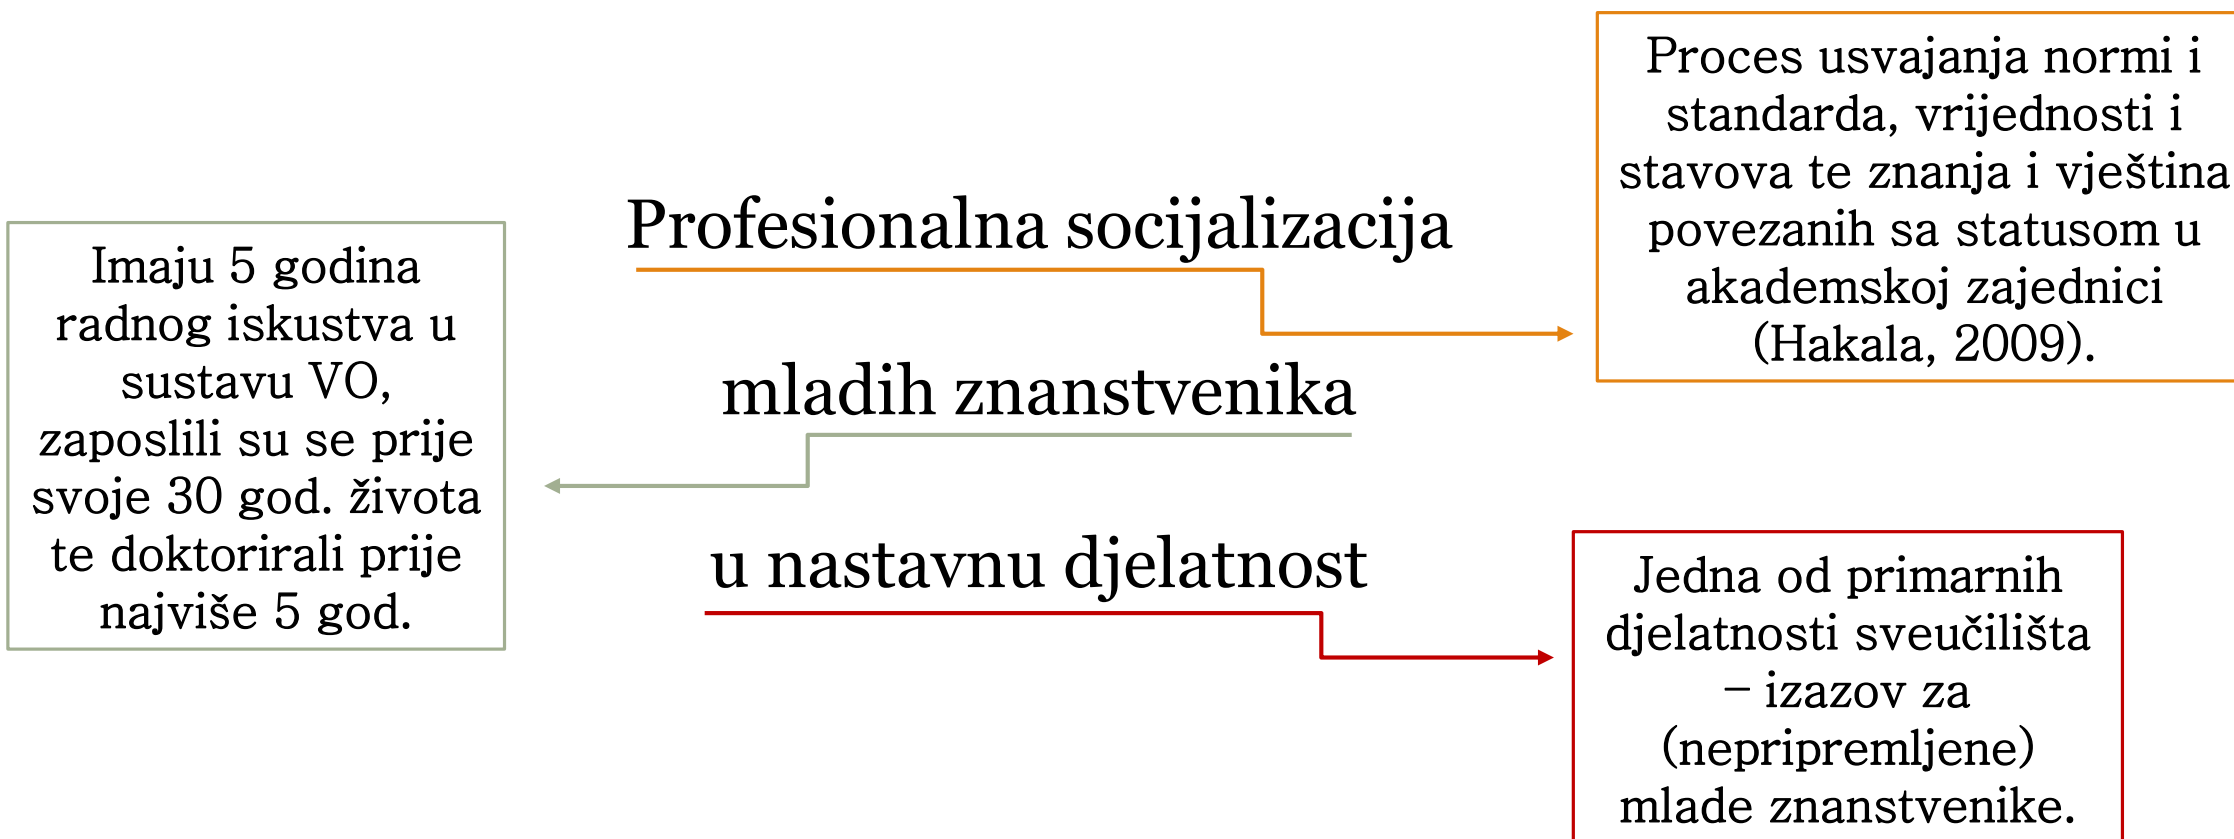 Profesionalna socijalizacija
mladih znanstvenika
u nastavnu djelatnost
Proces usvajanja normi i
standarda, vrijednosti i
stavova te znanja i vještina
povezanih sa statusom u
akademskoj zajednici
(Hakala, 2009).
Imaju 5 godina
radnog iskustva u
sustavu VO,
zaposlili su se prije
svoje 30 god. života
te doktorirali prije
najviše 5 god.
Jedna od primarnih
djelatnosti sveučilišta
– izazov za
(nepripremljene)
mlade znanstvenike.